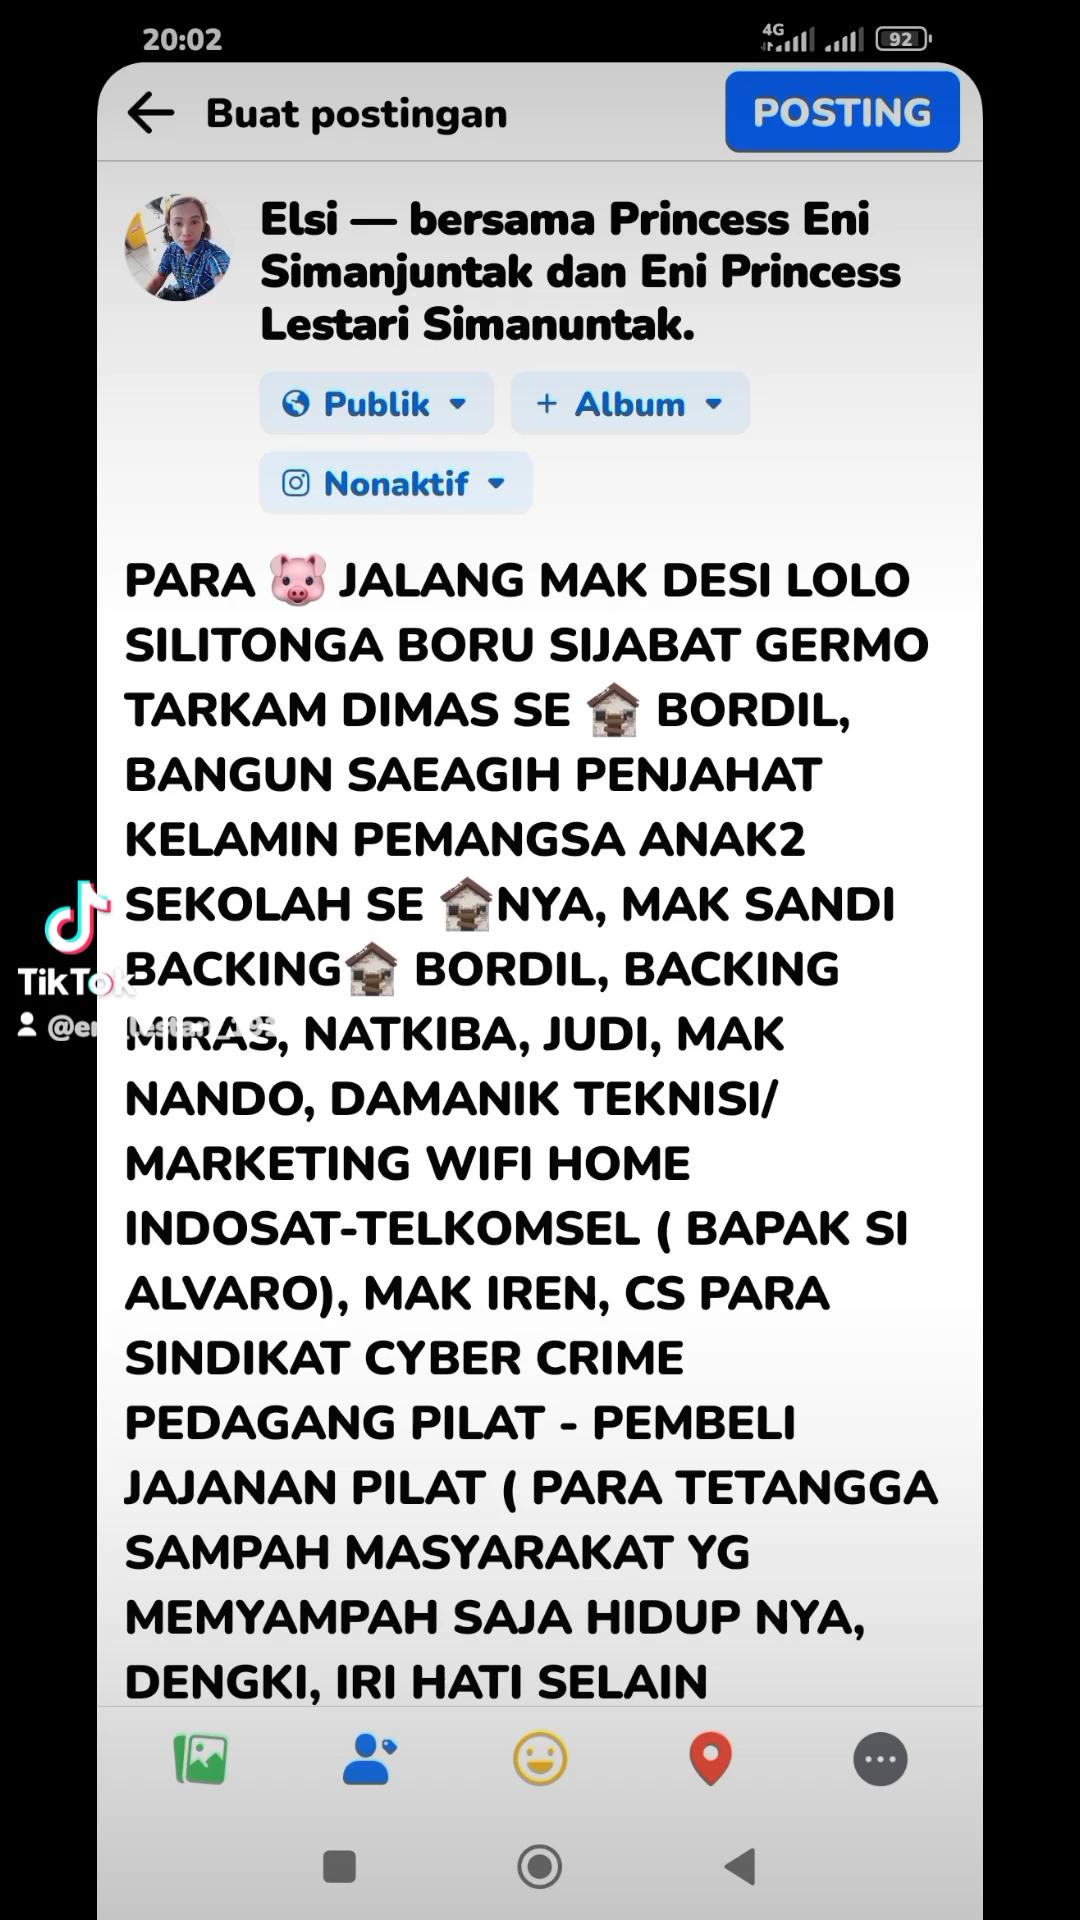 20:02
4G
92
Buat postingan
POSTING
Elsi — bersama Princess Eni
Simanjuntak dan Eni Princess
Lestari Simanuntak.
Publik
+ Album
Nonaktif
PARA 🐷 JALANG MAK DESI LOLO
SILITONGA BORU SIJABAT GERMO
TARKAM DIMAS SE 🏚 BORDIL,
BANGUN SAEAGIH PENJAHAT
KELAMIN PEMANGSA ANAK2
SEKOLAH SE 🏚NYA, MAK SANDI
BACKING🏚 BORDIL, BACKING
MIRAS, NATKIBA, JUDI, MAK
NANDO, DAMANIK TEKNISI/
MARKETING WIFI HOME
INDOSAT-TELKOMSEL ( BAPAK SI
ALVARO), MAK IREN, CS PARA
SINDIKAT CYBER CRIME
PEDAGANG PILAT - PEMBELI
JAJANAN PILAT ( PARA TETANGGA
SAMPAH MASYARAKAT YG
MEMYAMPAH SAJA HIDUP NYA,
DENGKI, IRI HATI SELAIN
TikTok